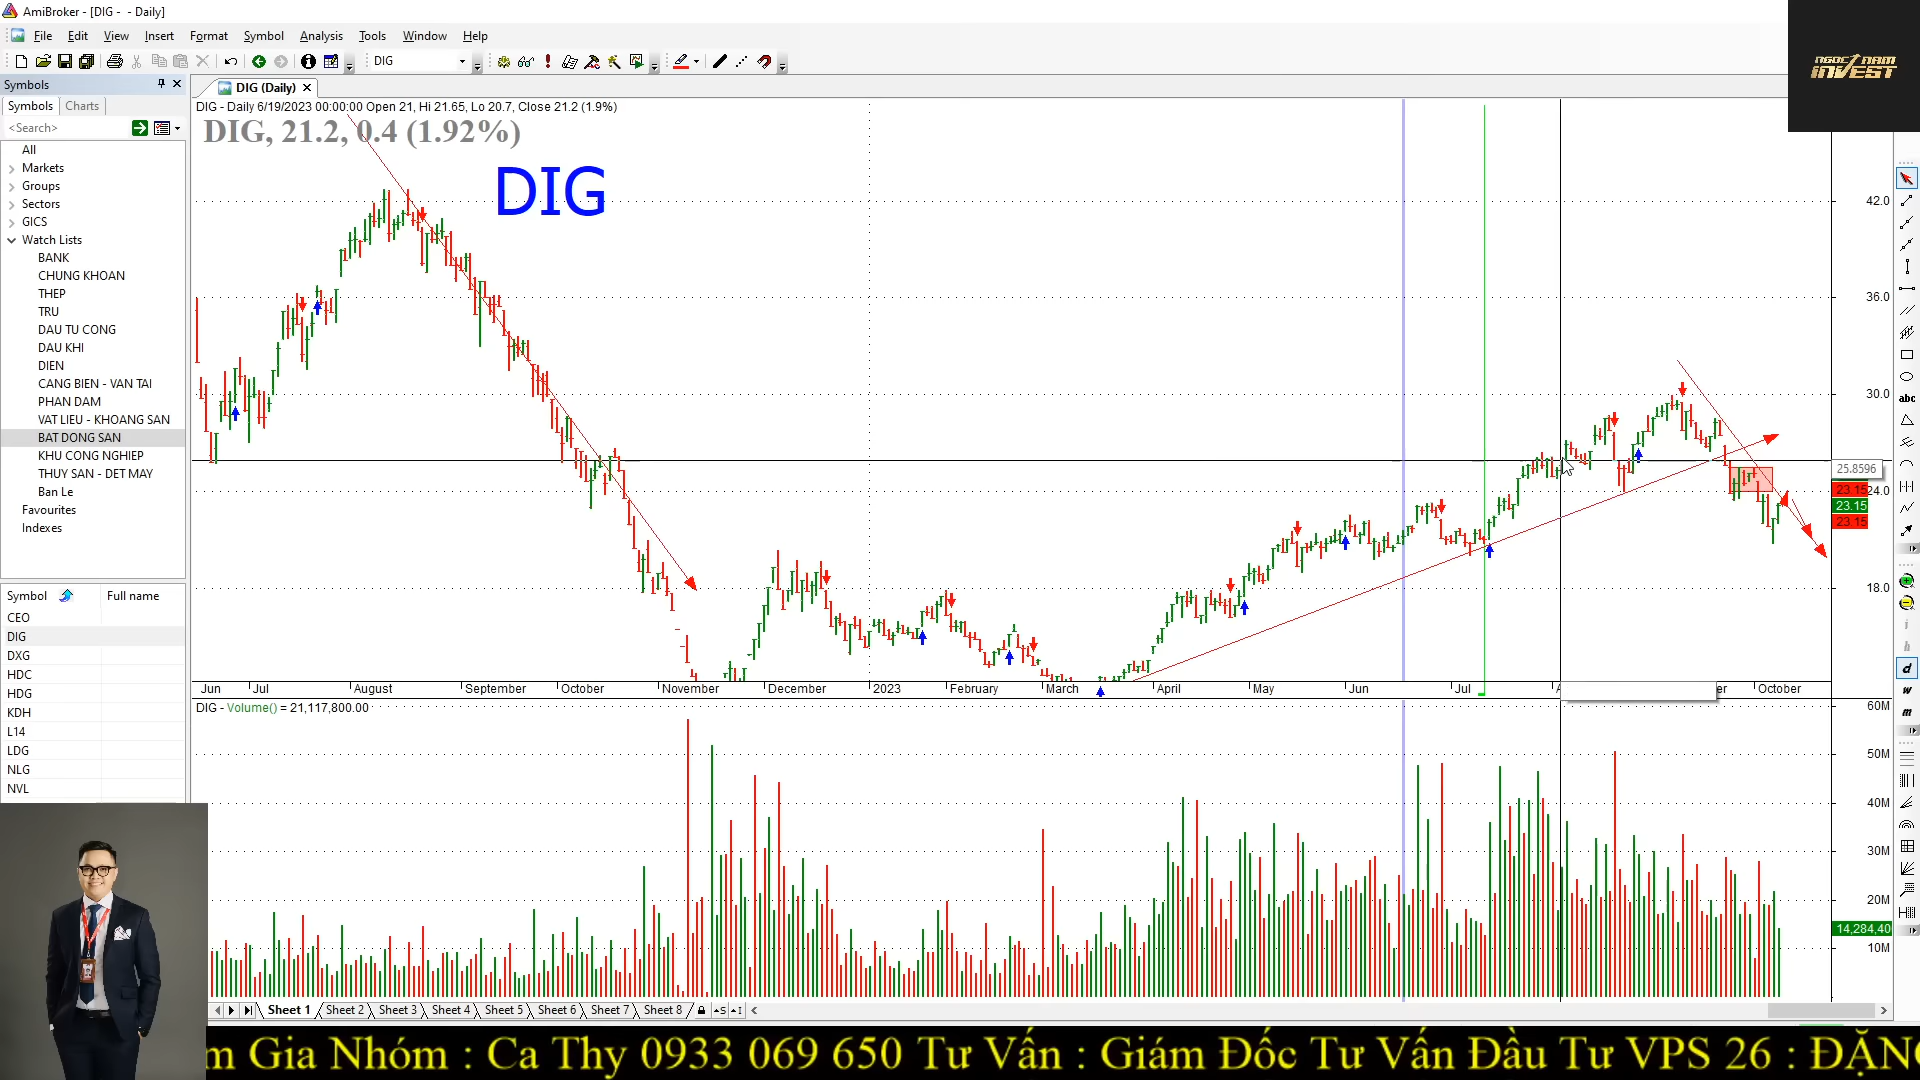 AmiBroker - [DIG - - Daily]
File Edit View Insert Format Symbol Analysis Tools Window Help
DIG
NGOC NAM
INVEST
Symbols
Symbols Charts
<Search>
All
Markets
Groups
Sectors
GICS
Watch Lists
BANK
CHUNG KHOAN
THEP
TRU
DAU TU CONG
DAU KHI
DIEN
CANG BIEN - VAN TAI
PHAN DAM
VAT LIEU - KHOANG SAN
BAT DONG SAN
KHU CONG NGHIEP
THUY SAN - DET MAY
Ban Le
Favourites
Indexes
Symbol Full name
CEO
DIG
DXG
HDC
HDG
KDH
L14
LDG
NLG
NVL
DIG (Daily)
DIG - Daily 6/19/2023 00:00:00 Open 21, Hi 21.65, Lo 20.7, Close 21.2 (1.9%)
DIG, 21.2, 0.4 (1.92%)
DIG
42.0
36.0
30.0
25.8596
23.15
24.0
23.15
23.15
18.0
Jun Jul August September October November December 2023 February March April May Jun Jul A er October
DIG - Volume() = 21,117,800.00
60M
50M
40M
30M
20M
14,284,40
10M
abc
d
w
m
Sheet 1 Sheet 2 Sheet 3 Sheet 4 Sheet 5 Sheet 6 Sheet 7 Sheet 8
m Gia Nhóm : Ca Thy 0933 069 650 Tư Vấn : Giám Đốc Tư Vấn Đầu Tư VPS 26 : ĐẶN